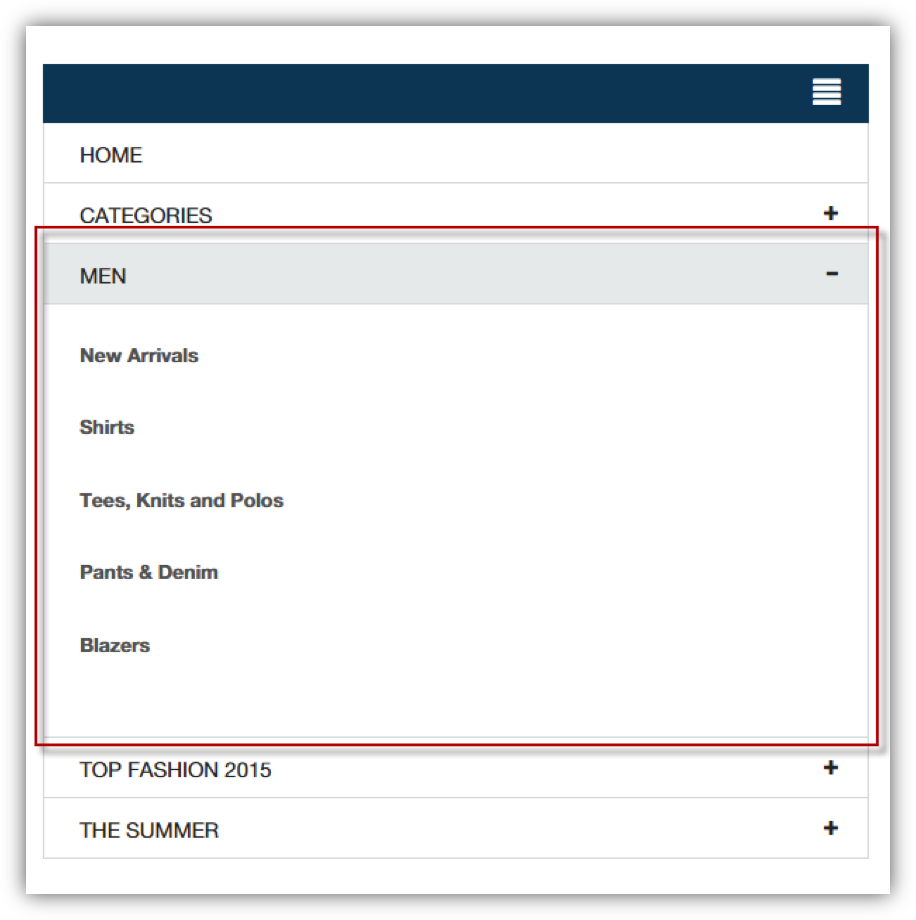 HOME
CATEGORIES +
MEN -
New Arrivals
Shirts
Tees, Knits and Polos
Pants & Denim
Blazers
TOP FASHION 2015 +
THE SUMMER +